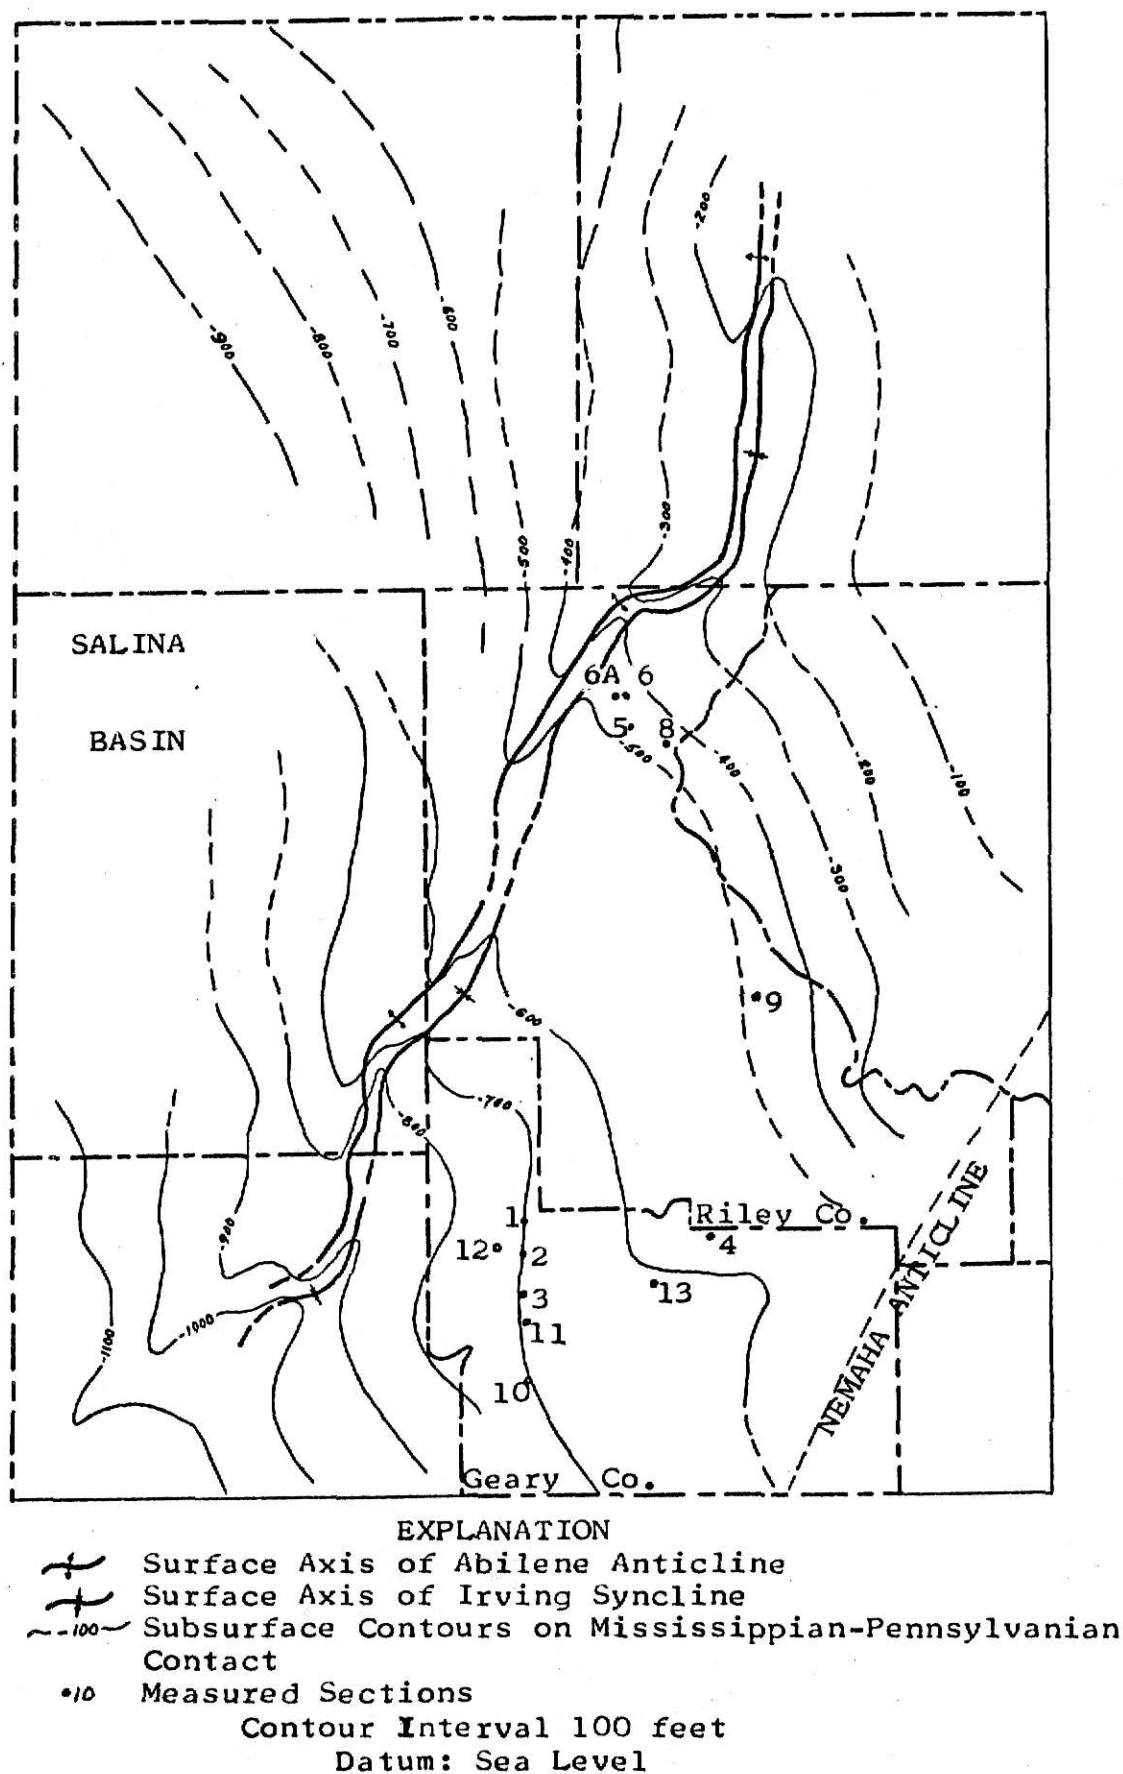 -200
-900
-800
-700
-600
-300
-500
-400
SALINA
BASIN
6A 6
5 8
-500
-400
-200
-100
-300
9
-600
-700
-800
1
Riley Co.
12 2
4
-900
3
13
11
-1000
-1100
10
NEMAHA ANTICLINE
Geary Co.
EXPLANATION
Surface Axis of Abilene Anticline
Surface Axis of Irving Syncline
-100 Subsurface Contours on Mississippian-Pennsylvanian
Contact
•10 Measured Sections
Contour Interval 100 feet
Datum: Sea Level